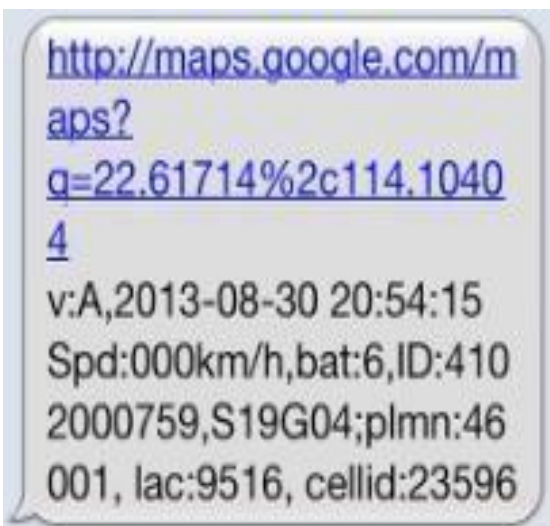 http://maps.google.com/m
aps?
q=22.61714%2c114.1040
4
v:A,2013-08-30 20:54:15
Spd:000km/h,bat:6,ID:410
2000759,S19G04;plmn:46
001, lac:9516, cellid:23596